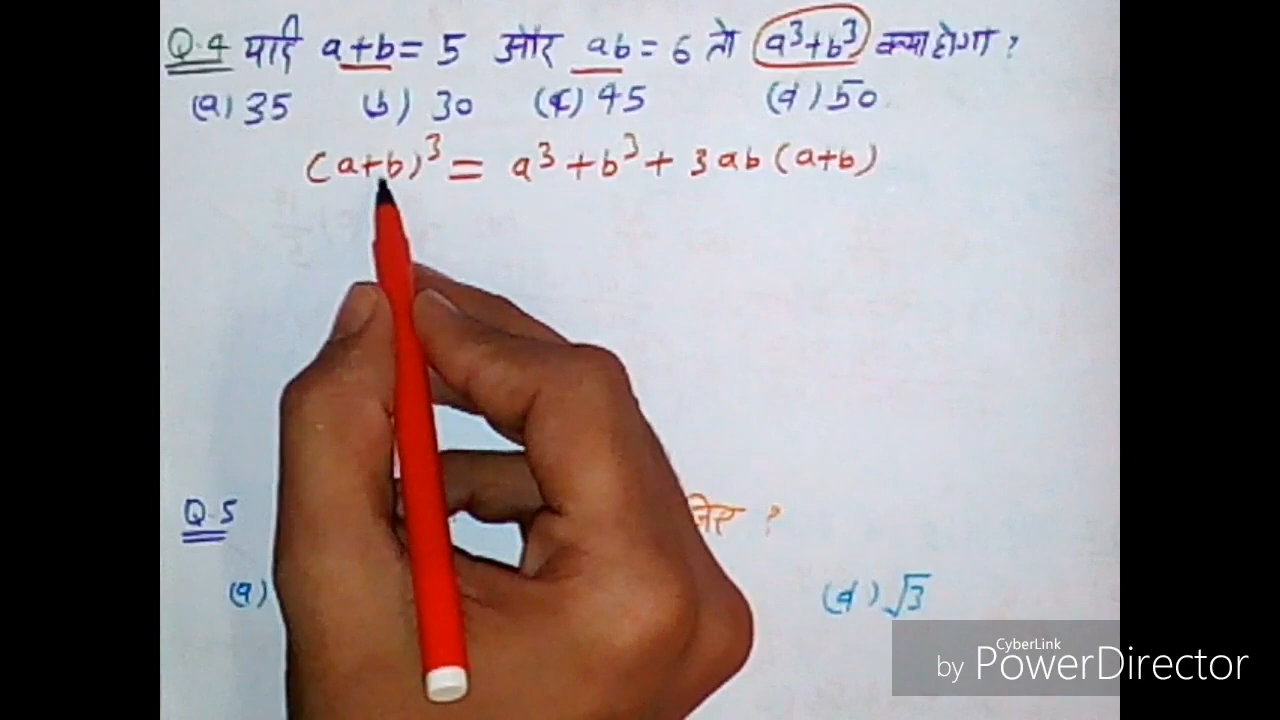 Q.4 यादि a+b = 5 और ab = 6 तो a³+b³ क्या होगा ?
(a) 35 b) 30 (c) 45 (d) 50
(a+b)³ = a³+b³+ 3ab (a+b)
Q.5 ?
(a) (d) √3
CyberLink
by PowerDirector